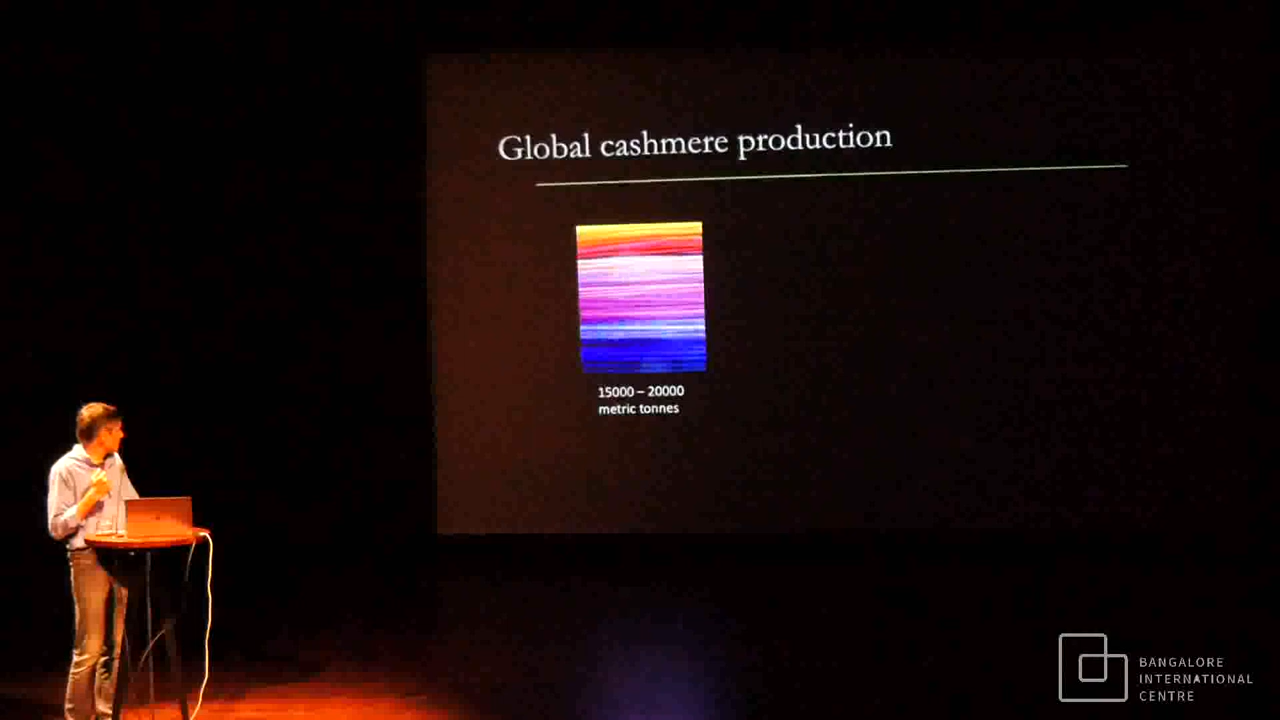 Global cashmere production
15000 – 20000
metric tonnes
BANGALORE
INTERNATIONAL
CENTRE